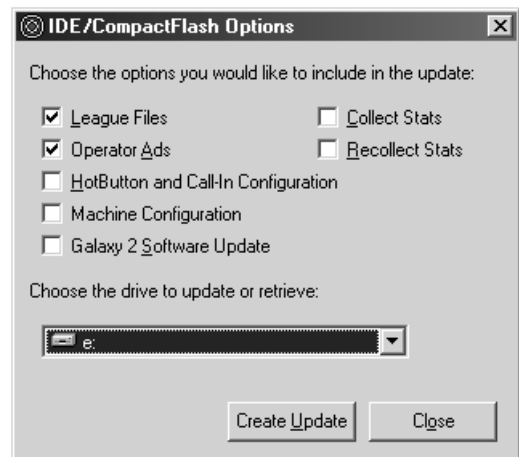 IDE/CompactFlash Options
Choose the options you would like to include in the update:
League Files
Collect Stats
Operator Ads
Recollect Stats
HotButton and Call-In Configuration
Machine Configuration
Galaxy 2 Software Update
Choose the drive to update or retrieve:
e:
Create Update
Close